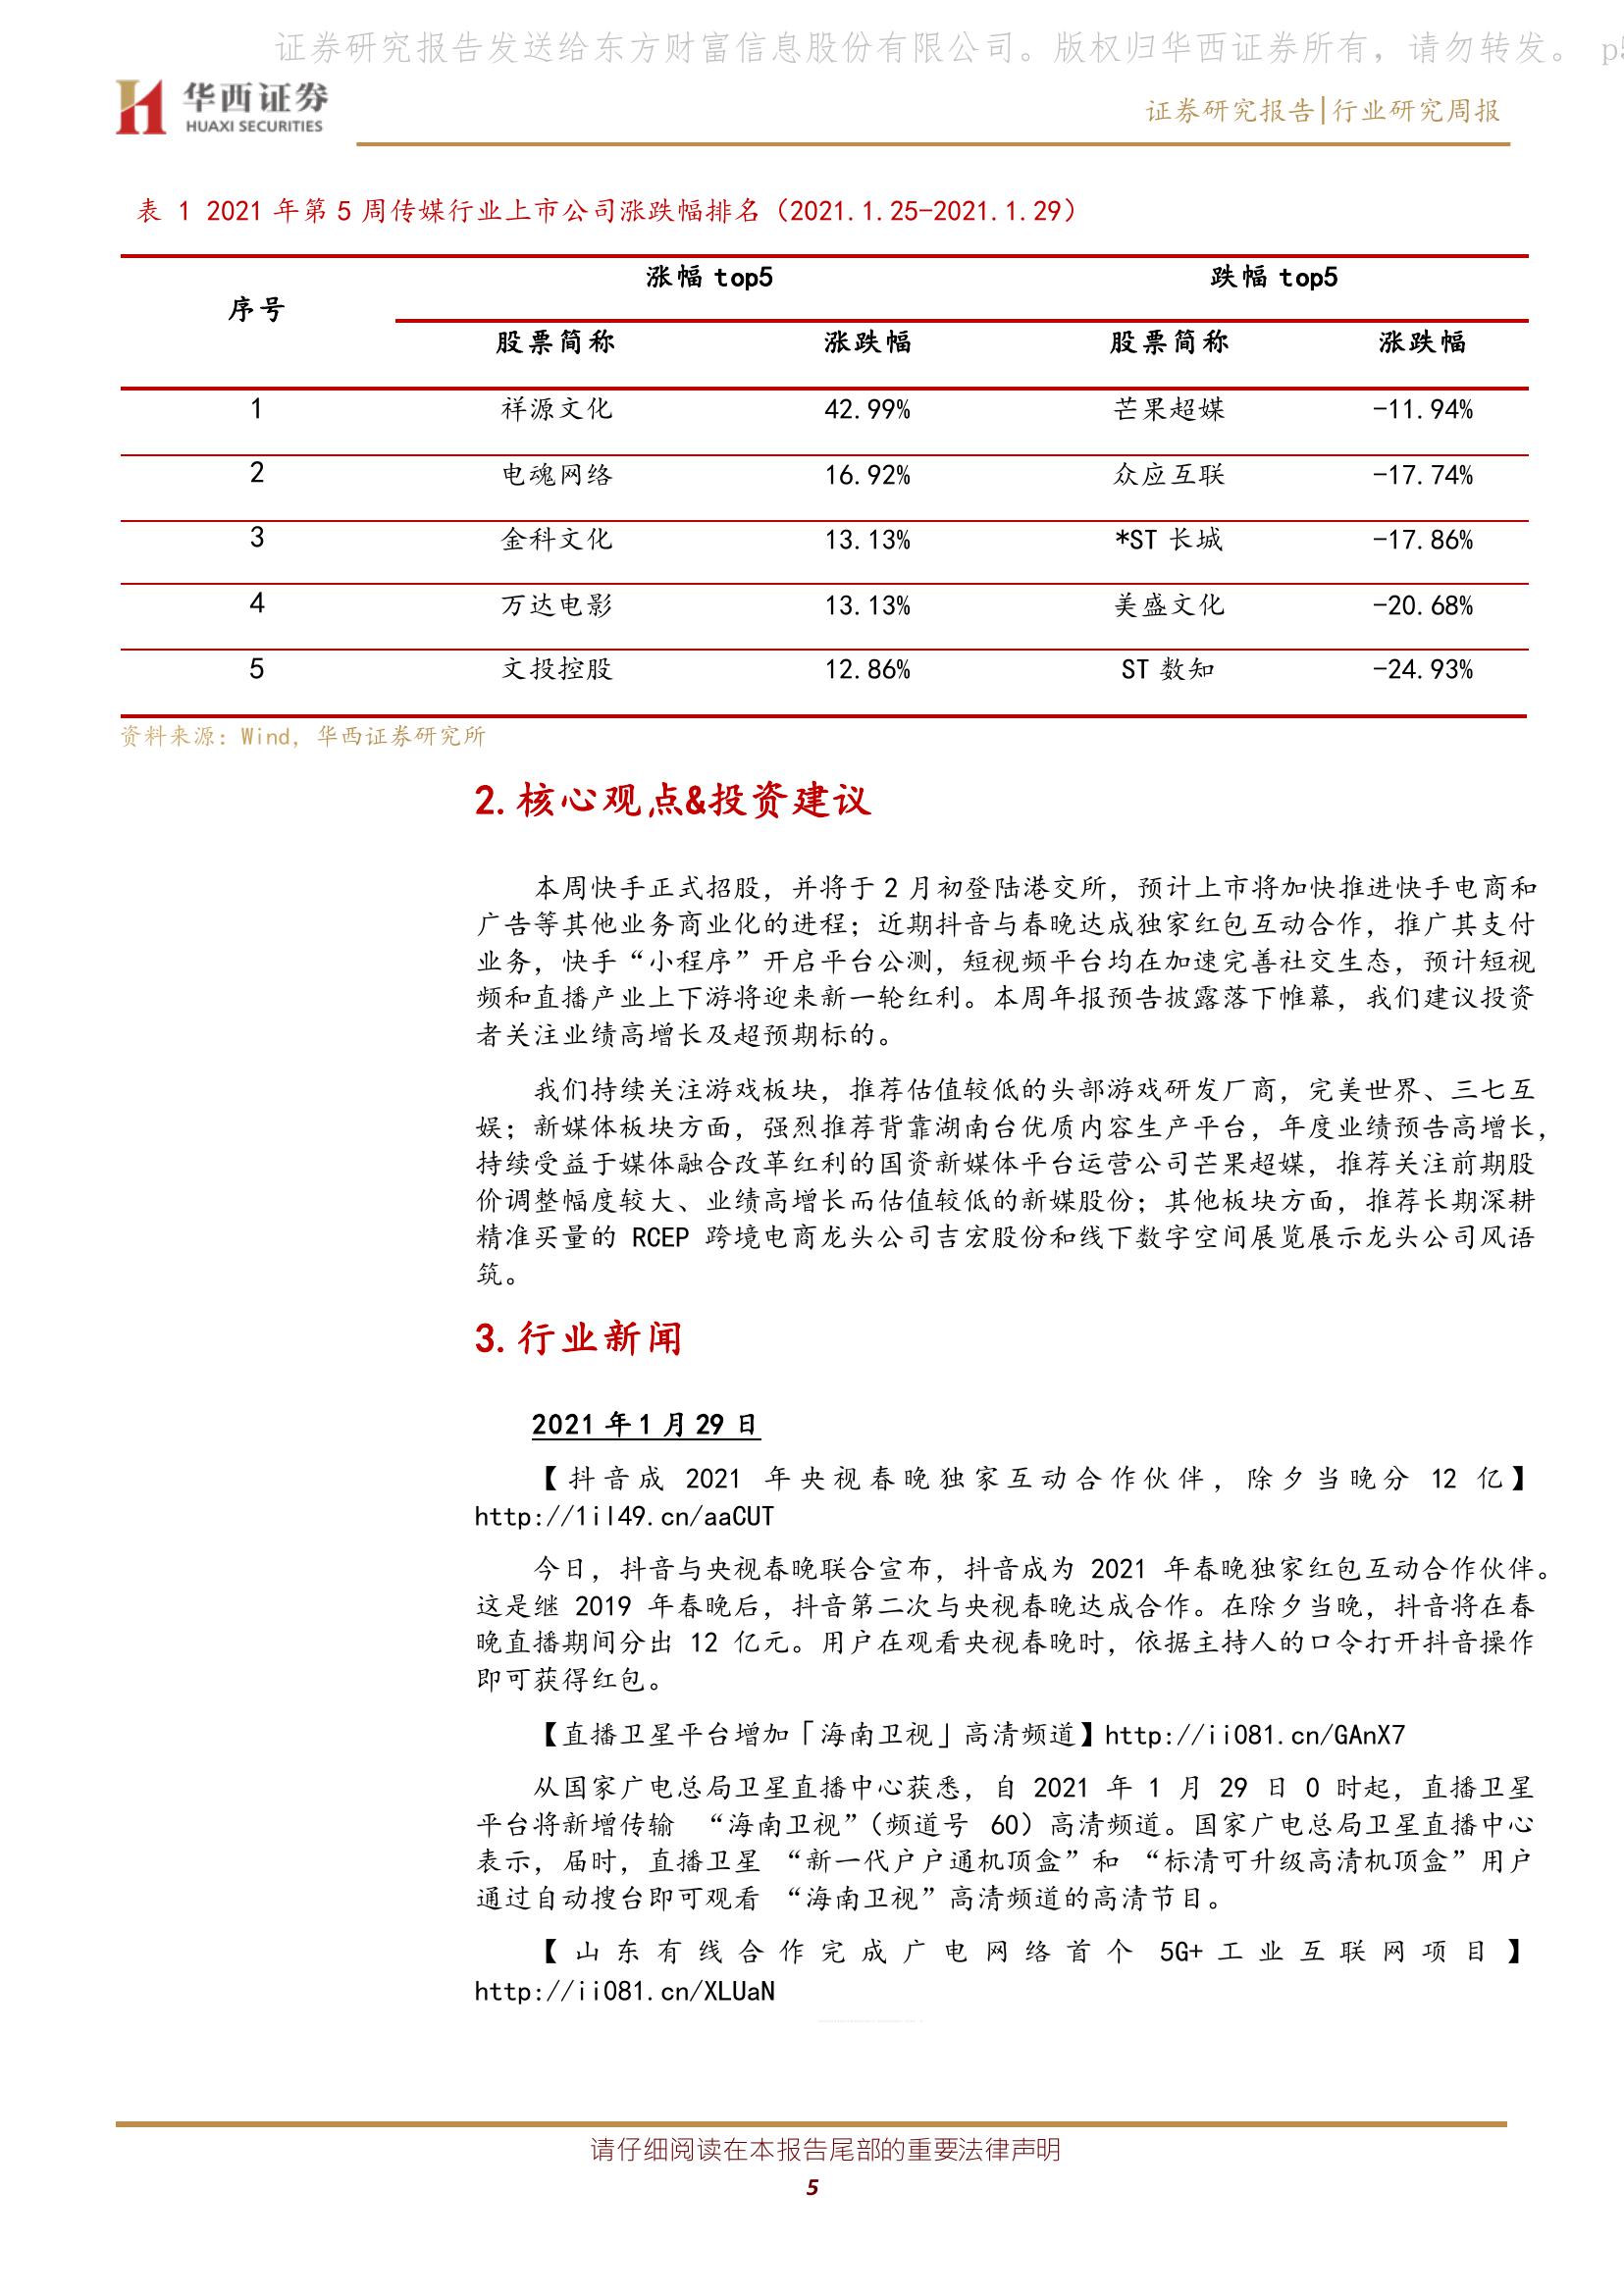 证券研究报告发送给东方财富信息股份有限公司。版权归华西证券所有，请勿转发。 p5
华西证券
HUAXI SECURITIES
证券研究报告|行业研究周报
表 1 2021 年第 5 周传媒行业上市公司涨跌幅排名（2021.1.25-2021.1.29）
序号 涨幅 top5 跌幅 top5
股票简称 涨跌幅 股票简称 涨跌幅
1 祥源文化 42.99% 芒果超媒 -11.94%
2 电魂网络 16.92% 众应互联 -17.74%
3 金科文化 13.13% *ST 长城 -17.86%
4 万达电影 13.13% 美盛文化 -20.68%
5 文投控股 12.86% ST 数知 -24.93%
资料来源：Wind，华西证券研究所
2.核心观点&投资建议
本周快手正式招股，并将于 2 月初登陆港交所，预计上市将加快推进快手电商和
广告等其他业务商业化的进程；近期抖音与春晚达成独家红包互动合作，推广其支付
业务，快手“小程序”开启平台公测，短视频平台均在加速完善社交生态，预计短视
频和直播产业上下游将迎来新一轮红利。本周年报预告披露落下帷幕，我们建议投资
者关注业绩高增长及超预期标的。
我们持续关注游戏板块，推荐估值较低的头部游戏研发厂商，完美世界、三七互
娱；新媒体板块方面，强烈推荐背靠湖南台优质内容生产平台，年度业绩预告高增长，
持续受益于媒体融合改革红利的国资新媒体平台运营公司芒果超媒，推荐关注前期股
价调整幅度较大、业绩高增长而估值较低的新媒股份；其他板块方面，推荐长期深耕
精准买量的 RCEP 跨境电商龙头公司吉宏股份和线下数字空间展览展示龙头公司风语
筑。
3.行业新闻
2021 年 1 月 29 日
【抖音成 2021 年央视春晚独家互动合作伙伴，除夕当晚分 12 亿】
http://1il49.cn/aaCUT
今日，抖音与央视春晚联合宣布，抖音成为 2021 年春晚独家红包互动合作伙伴。
这是继 2019 年春晚后，抖音第二次与央视春晚达成合作。在除夕当晚，抖音将在春
晚直播期间分出 12 亿元。用户在观看央视春晚时，依据主持人的口令打开抖音操作
即可获得红包。
【直播卫星平台增加「海南卫视」高清频道】http://ii081.cn/GAnX7
从国家广电总局卫星直播中心获悉，自 2021 年 1 月 29 日 0 时起，直播卫星
平台将新增传输 “海南卫视”（频道号 60）高清频道。国家广电总局卫星直播中心
表示，届时，直播卫星 “新一代户户通机顶盒”和 “标清可升级高清机顶盒”用户
通过自动搜台即可观看 “海南卫视”高清频道的高清节目。
【山东有线合作完成广电网络首个 5G+工业互联网项目】
http://ii081.cn/XLUaN
请仔细阅读在本报告尾部的重要法律声明
5